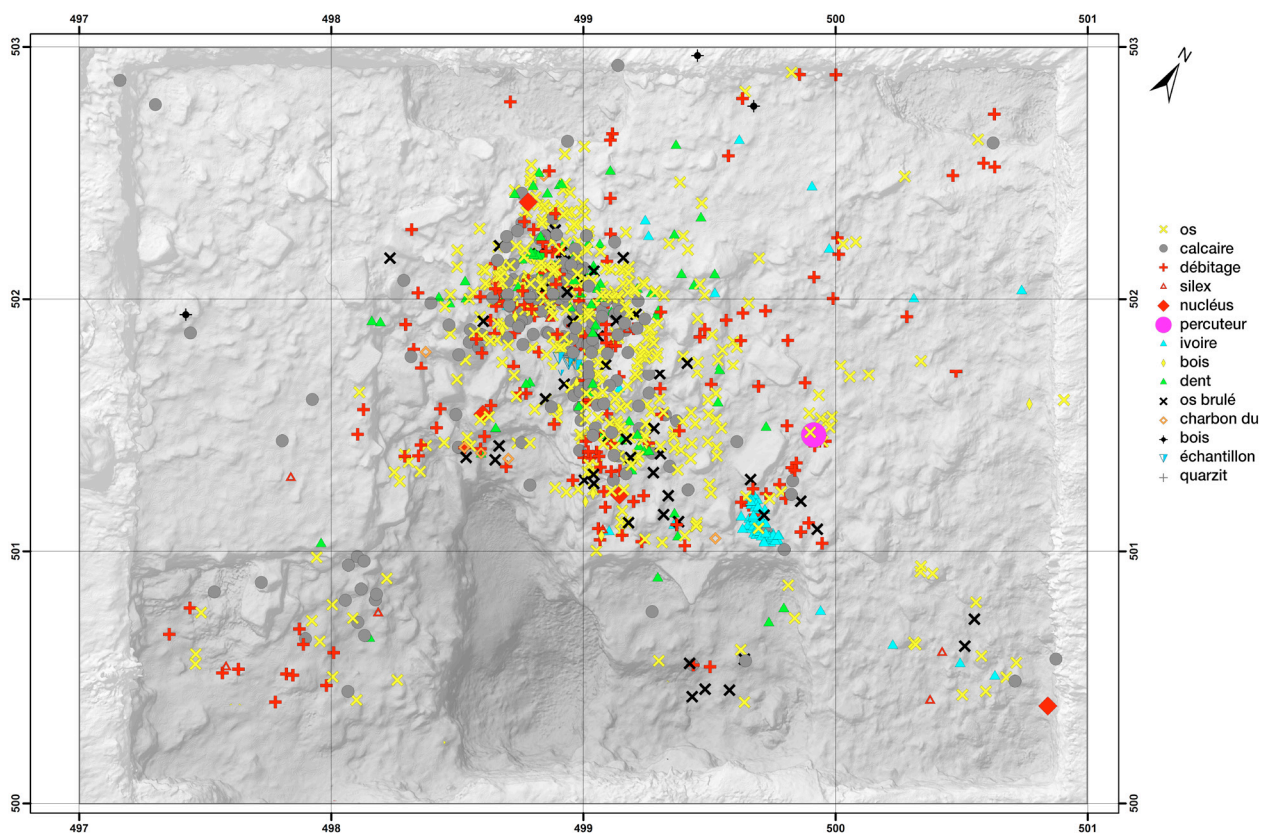 497 498 499 500 501
503 503
N
os
calcaire
débitage
silex
nucléus
percuteur
ivoire
bois
dent
os brulé
charbon du
bois
échantillon
quarzit
502 502
501 501
500 500
497 498 499 500 501